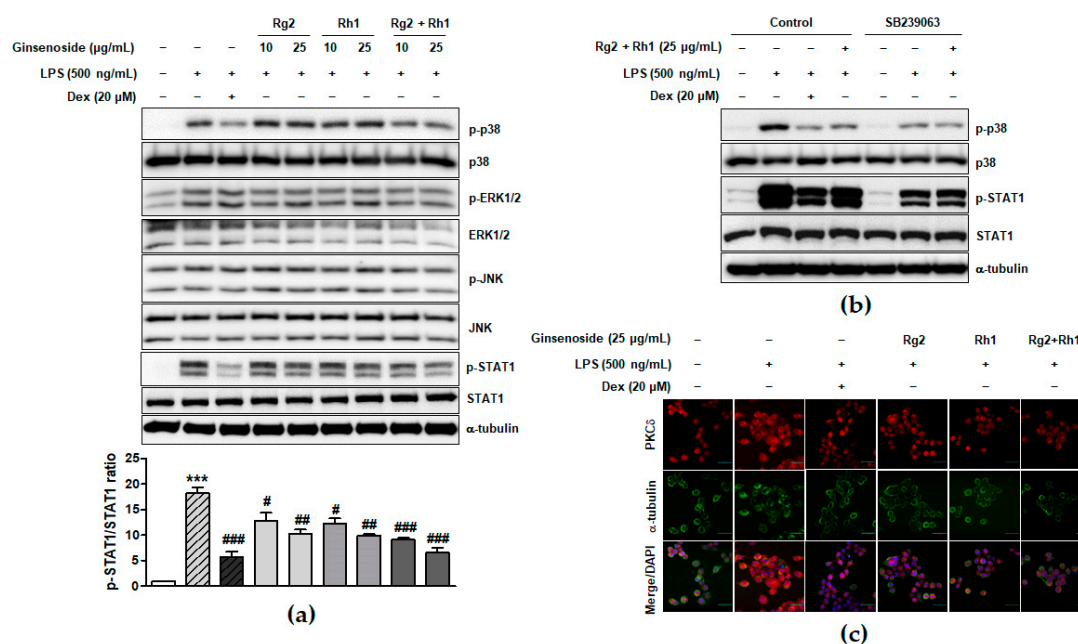 Rg2 Rh1 Rg2 + Rh1
Ginsenoside (µg/mL) – – – 10 25 10 25 10 25
LPS (500 ng/mL) – + + + + + + + +
Dex (20 µM) – – + – – – – – –
p-p38
p38
p-ERK1/2
ERK1/2
p-JNK
JNK
p-STAT1
STAT1
α-tubulin
p-STAT1/STAT1 ratio
25
20
15
10
5
0
*** ### # ## # ## ### ###
(a)
Control SB239063
Rg2 + Rh1 (25 µg/mL) – – – + – – +
LPS (500 ng/mL) – + + + – + +
Dex (20 µM) – – + – – – –
p-p38
p38
p-STAT1
STAT1
α-tubulin
(b)
Ginsenoside (25 µg/mL) – – – Rg2 Rh1 Rg2+Rh1
LPS (500 ng/mL) – + + + + +
Dex (20 µM) – – + – – –
PKCδ
α-tubulin
Merge/DAPI
(c)